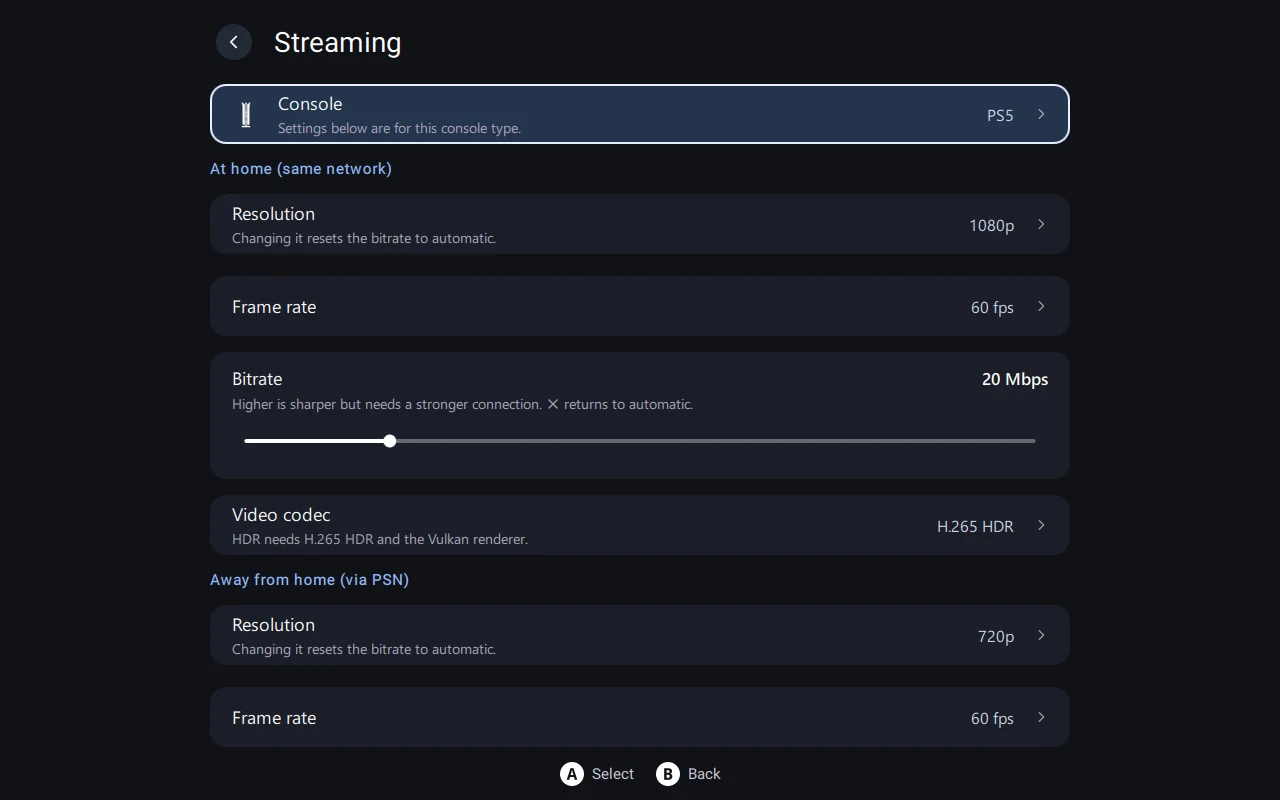 Streaming
Console
Settings below are for this console type.
PS5
At home (same network)
Resolution
Changing it resets the bitrate to automatic.
1080p
Frame rate
60 fps
Bitrate
20 Mbps
Higher is sharper but needs a stronger connection. ✕ returns to automatic.
Video codec
HDR needs H.265 HDR and the Vulkan renderer.
H.265 HDR
Away from home (via PSN)
Resolution
Changing it resets the bitrate to automatic.
720p
Frame rate
60 fps
A Select B Back